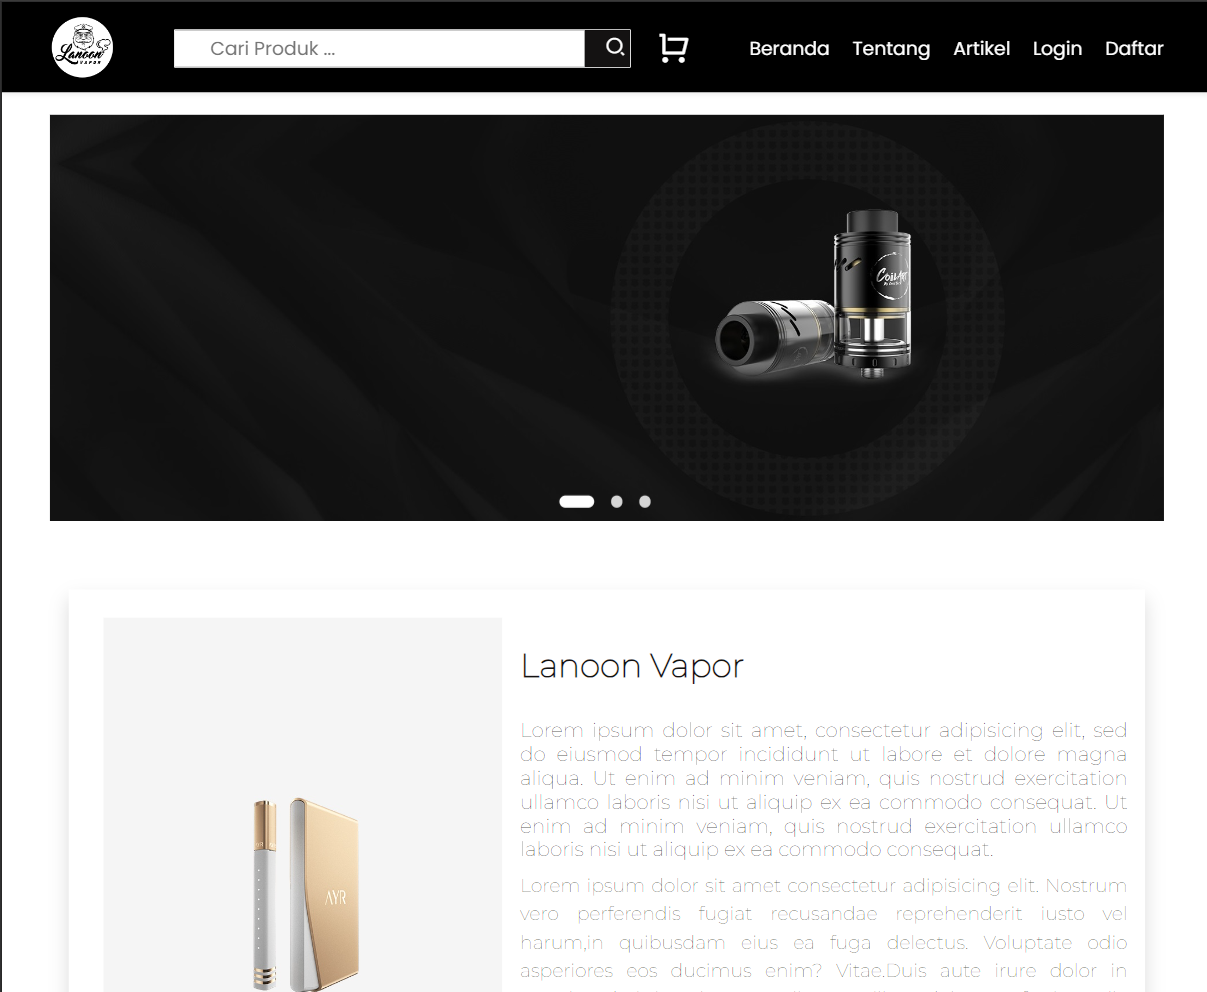 Lanoon
VAPOR
Cari Produk ...
Beranda Tentang Artikel Login Daftar
CoilArt
Lanoon Vapor
Lorem ipsum dolor sit amet, consectetur adipisicing elit, sed
do eiusmod tempor incididunt ut labore et dolore magna
aliqua. Ut enim ad minim veniam, quis nostrud exercitation
ullamco laboris nisi ut aliquip ex ea commodo consequat. Ut
enim ad minim veniam, quis nostrud exercitation ullamco
laboris nisi ut aliquip ex ea commodo consequat.
Lorem ipsum dolor sit amet consectetur adipisicing elit. Nostrum
vero perferendis fugiat recusandae reprehenderit iusto vel
harum,in quibusdam eius ea fuga delectus. Voluptate odio
asperiores eos ducimus enim? Vitae.Duis aute irure dolor in
AYR